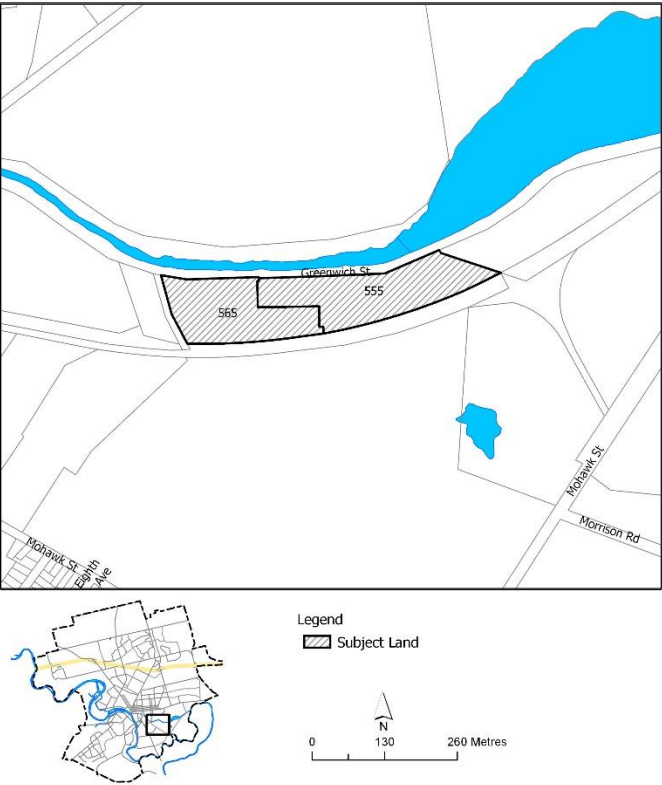 Greenwich St
555
565
Mohawk St
Morrison Rd
Mohawk St
Eighth
Ave
Legend
Subject Land
N
0 130 260 Metres